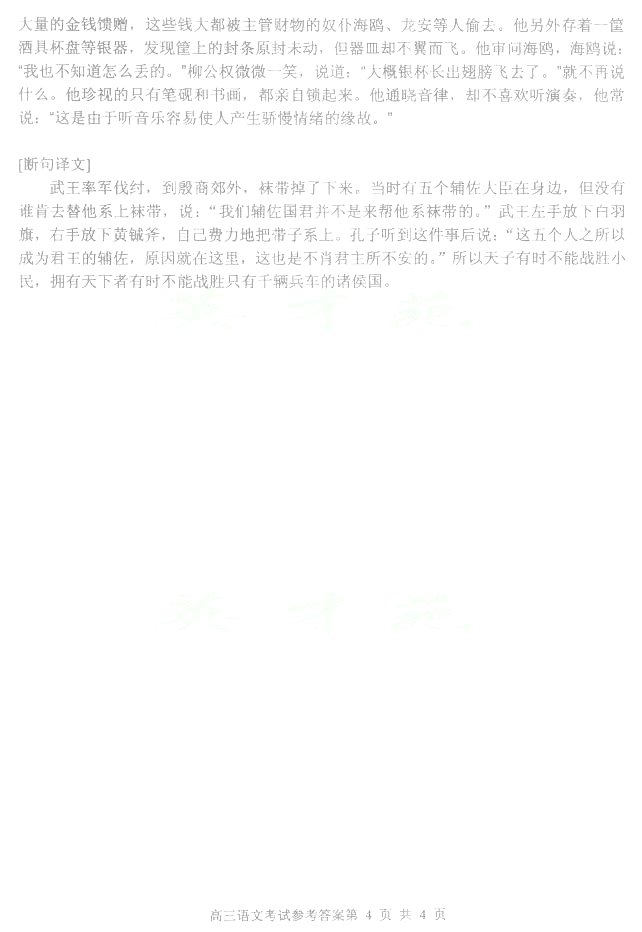 大量的金钱馈赠，这些钱大都被主管财物的奴仆海鸥、龙安等人偷去。他另外存着一筐
酒具杯盘等银器，发现筐上的封条原封未动，但器皿却不翼而飞。他审问海鸥，海鸥说：
“我也不知道怎么丢的。”柳公权微微一笑，说道：“大概银杯长出翅膀飞去了。”就不再说
什么。他珍视的只有笔砚和书画，都亲自锁起来。他通晓音律，却不喜欢听演奏，他常
说：“这是由于听音乐容易使人产生骄慢情绪的缘故。”
[断句译文]
武王率军伐纣，到殷商郊外，袜带掉了下来。当时有五个辅佐大臣在身边，但没有
谁肯去替他系上袜带，说：“我们辅佐国君并不是来帮他系袜带的。”武王左手放下白羽
旗，右手放下黄钺斧，自己费力地把带子系上。孔子听到这件事后说：“这五个人之所以
成为君王的辅佐，原因就在这里，这也是不肖君主所不安的。”所以天子有时不能战胜小
民，拥有天下者有时不能战胜只有千辆兵车的诸侯国。
英才苑
英才苑
高三语文考试参考答案第 4 页 共 4 页